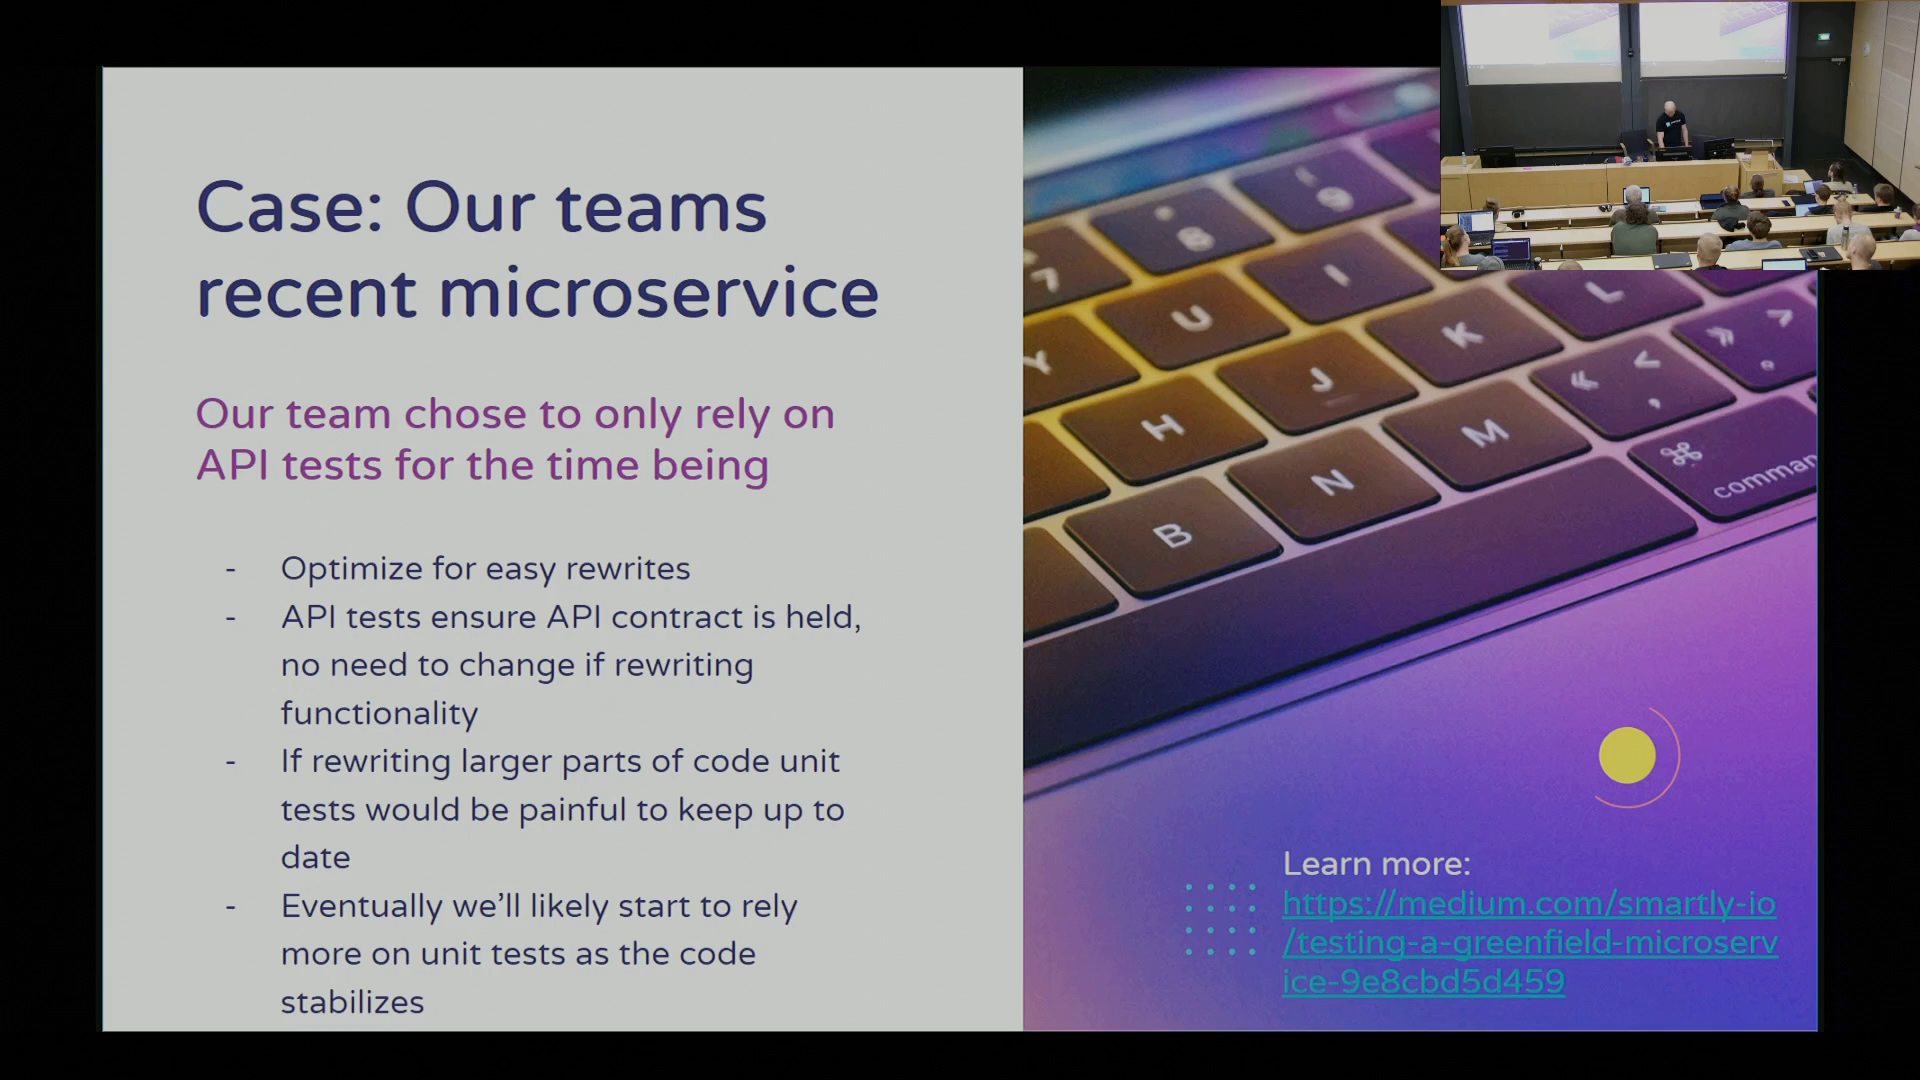 Case: Our teams
recent microservice
Our team chose to only rely on
API tests for the time being
- Optimize for easy rewrites
- API tests ensure API contract is held,
no need to change if rewriting
functionality
- If rewriting larger parts of code unit
tests would be painful to keep up to
date
- Eventually we'll likely start to rely
more on unit tests as the code
stabilizes
7 8 9
Y U I
H J K L
B N M
command
Learn more:
https://medium.com/smartly-io
/testing-a-greenfield-microserv
ice-9e8cbd5d459